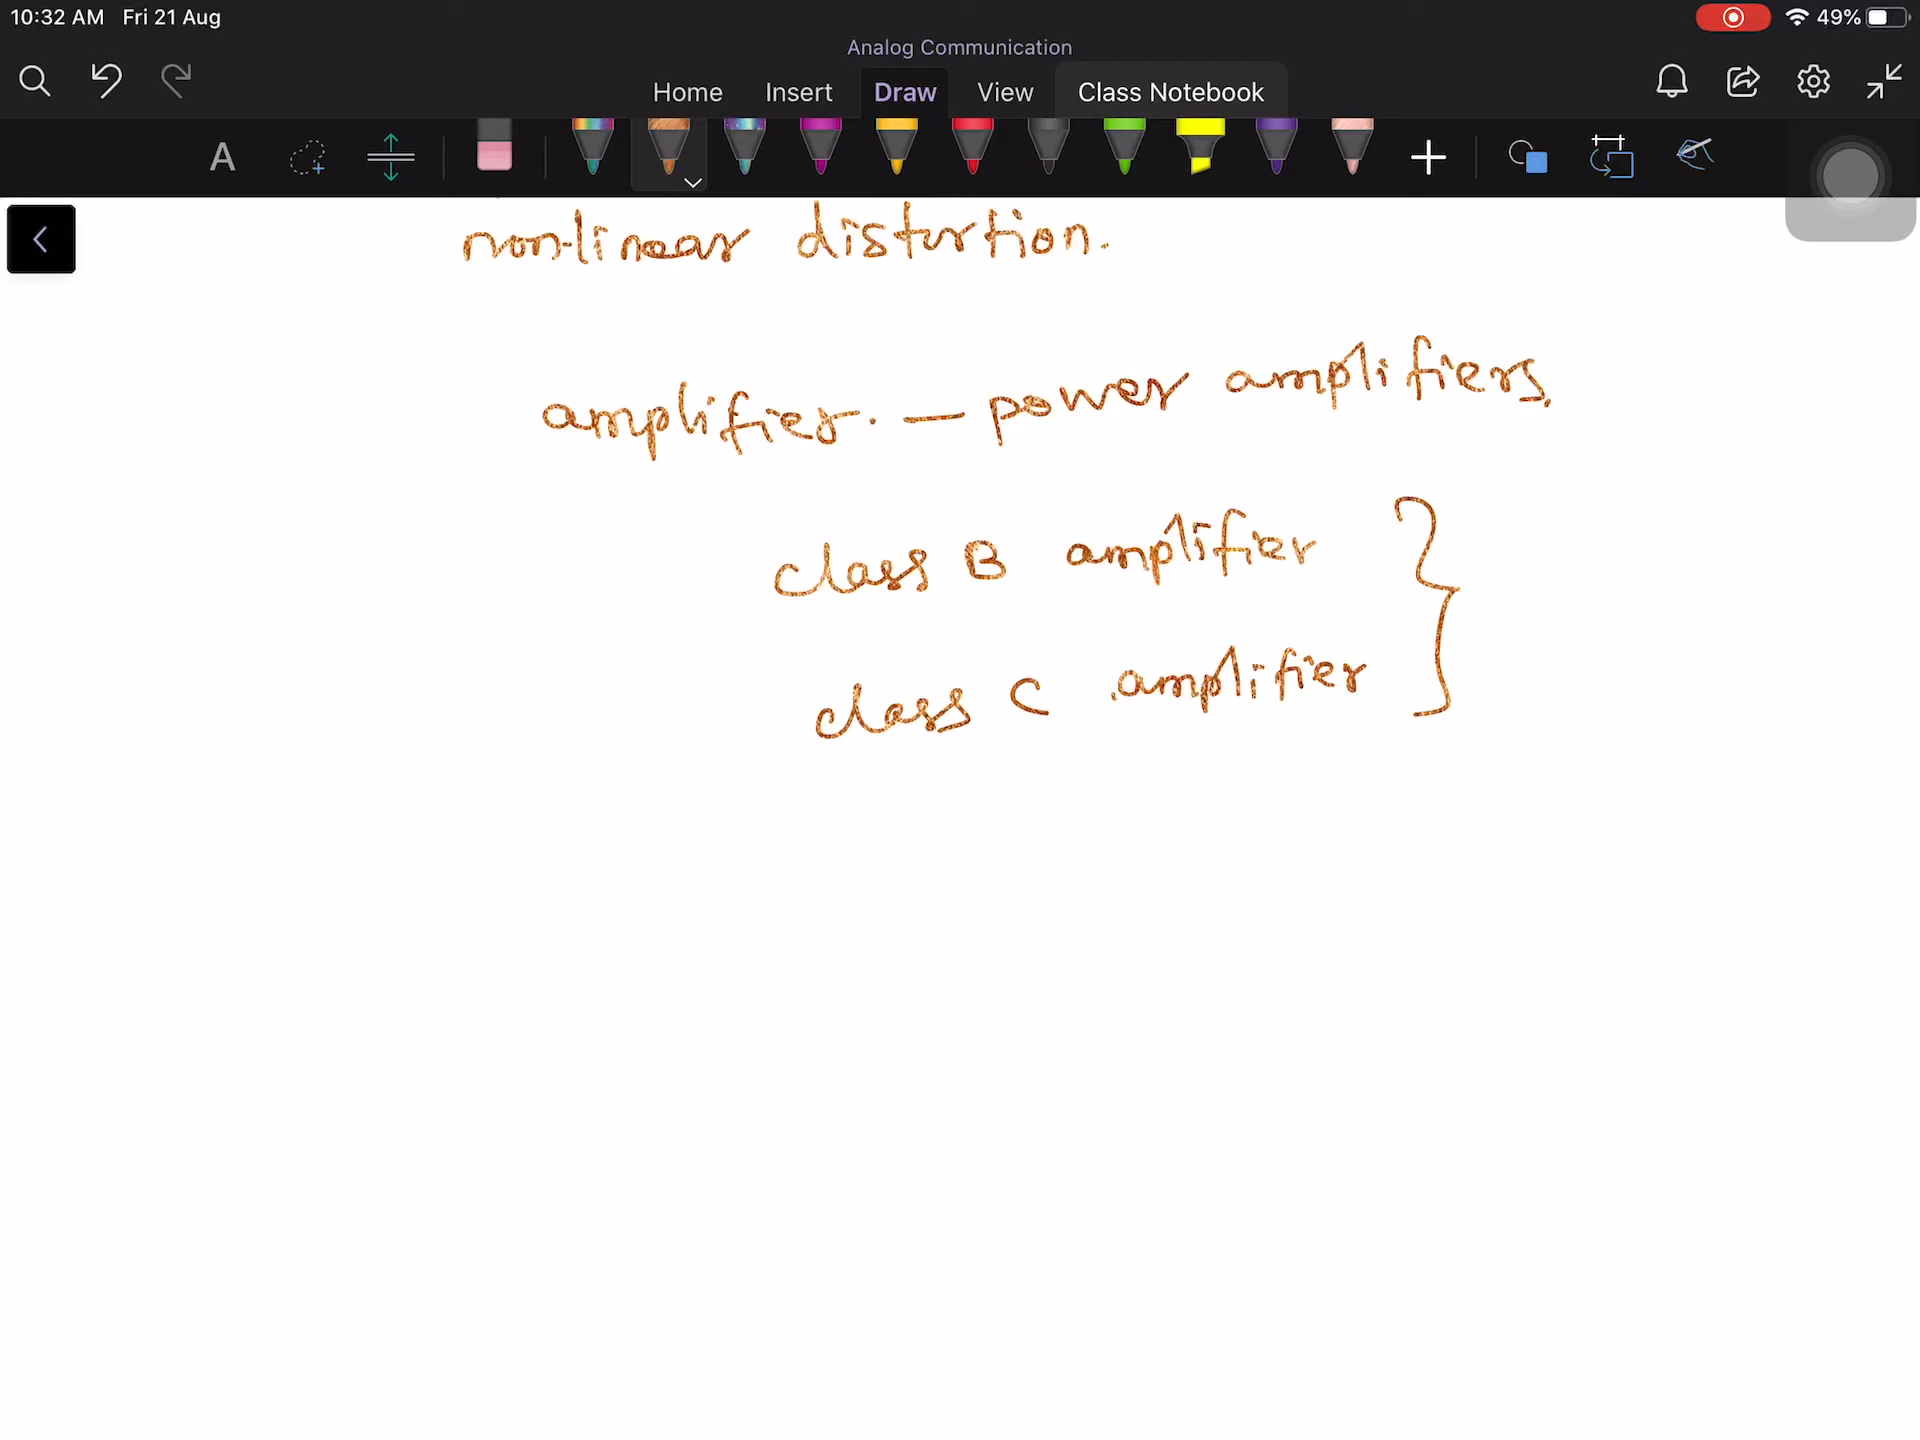 10:32 AM Fri 21 Aug
49%
Analog Communication
Home Insert Draw View Class Notebook
A
non-linear distortion.
amplifier. — power amplifiers.
class B amplifier
class C amplifier